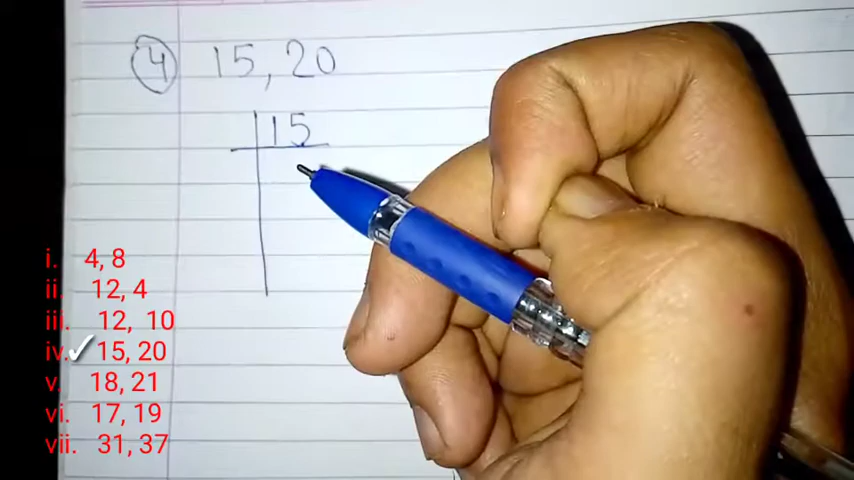 4 15, 20
15
i. 4, 8
ii. 12, 4
iii. 12, 10
iv. 15, 20
v. 18, 21
vi. 17, 19
vii. 31, 37